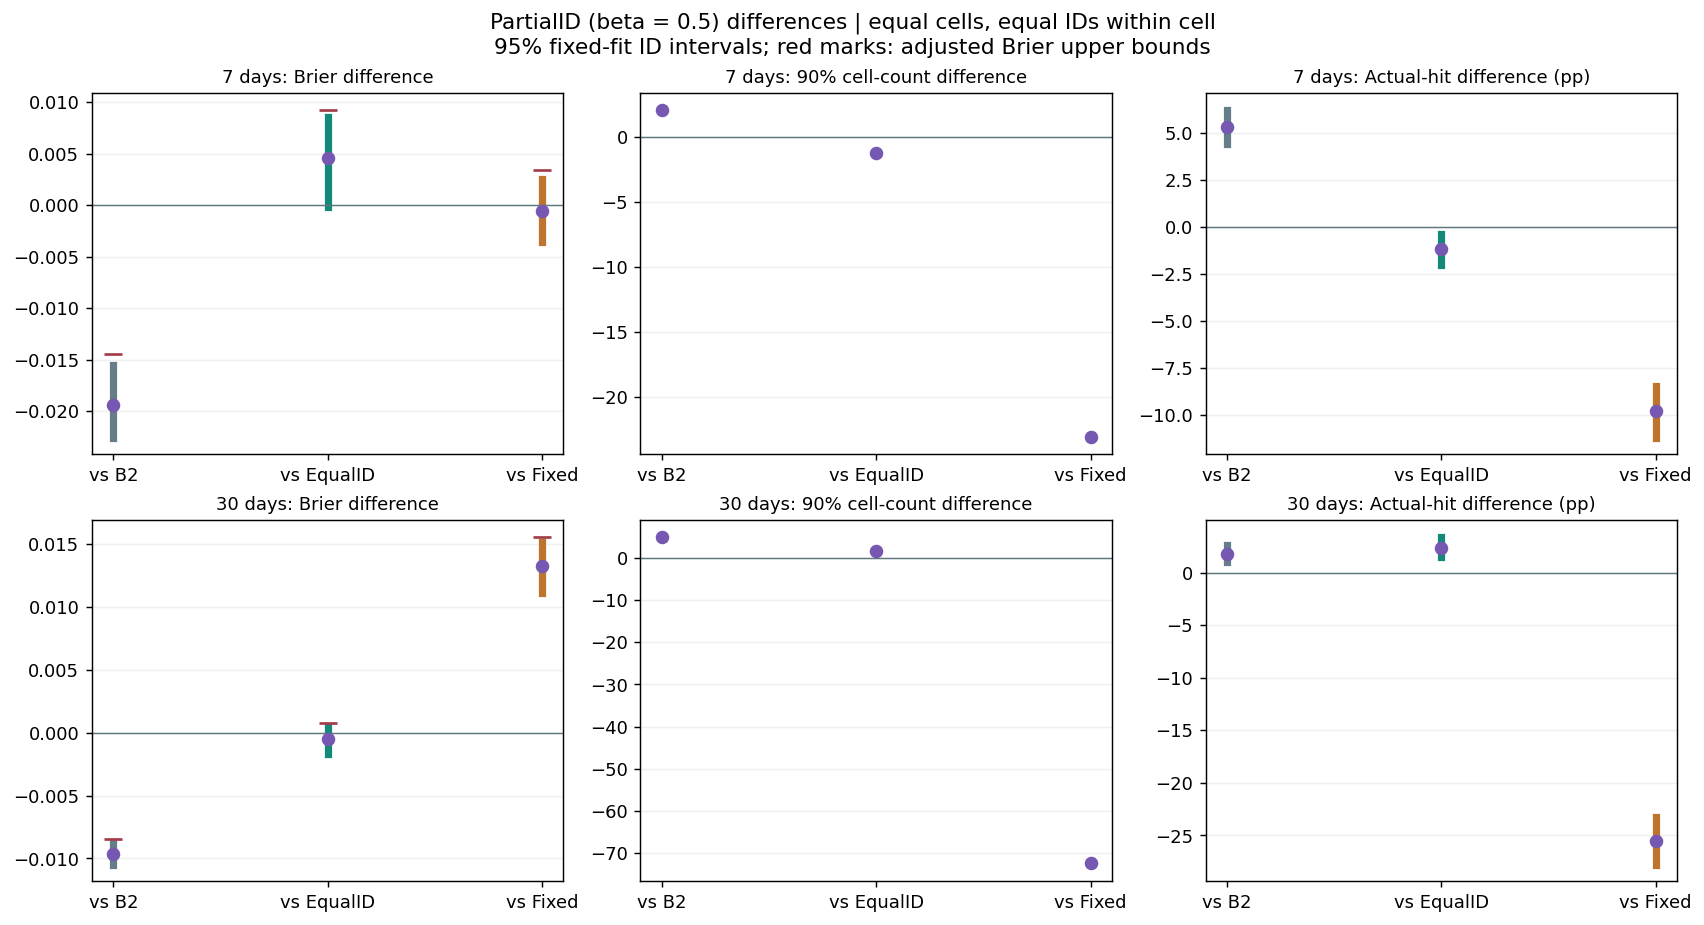 PartialID (beta = 0.5) differences | equal cells, equal IDs within cell
95% fixed-fit ID intervals; red marks: adjusted Brier upper bounds
7 days: Brier difference
0.010
0.005
0.000
−0.005
−0.010
−0.015
−0.020
vs B2
vs EqualID
vs Fixed
7 days: 90% cell-count difference
0
−5
−10
−15
−20
vs B2
vs EqualID
vs Fixed
7 days: Actual-hit difference (pp)
5.0
2.5
0.0
−2.5
−5.0
−7.5
−10.0
vs B2
vs EqualID
vs Fixed
30 days: Brier difference
0.015
0.010
0.005
0.000
−0.005
−0.010
vs B2
vs EqualID
vs Fixed
30 days: 90% cell-count difference
0
−10
−20
−30
−40
−50
−60
−70
vs B2
vs EqualID
vs Fixed
30 days: Actual-hit difference (pp)
0
−5
−10
−15
−20
−25
vs B2
vs EqualID
vs Fixed